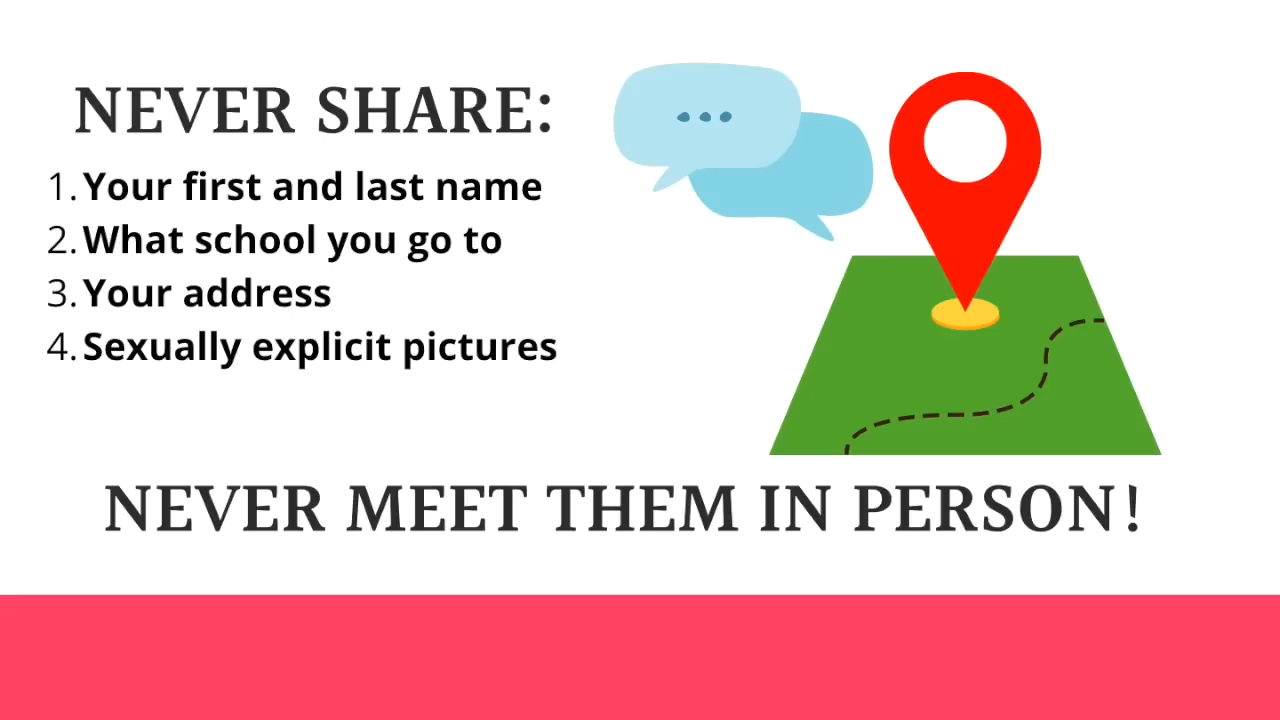 NEVER SHARE:
1. Your first and last name
2. What school you go to
3. Your address
4. Sexually explicit pictures
NEVER MEET THEM IN PERSON!